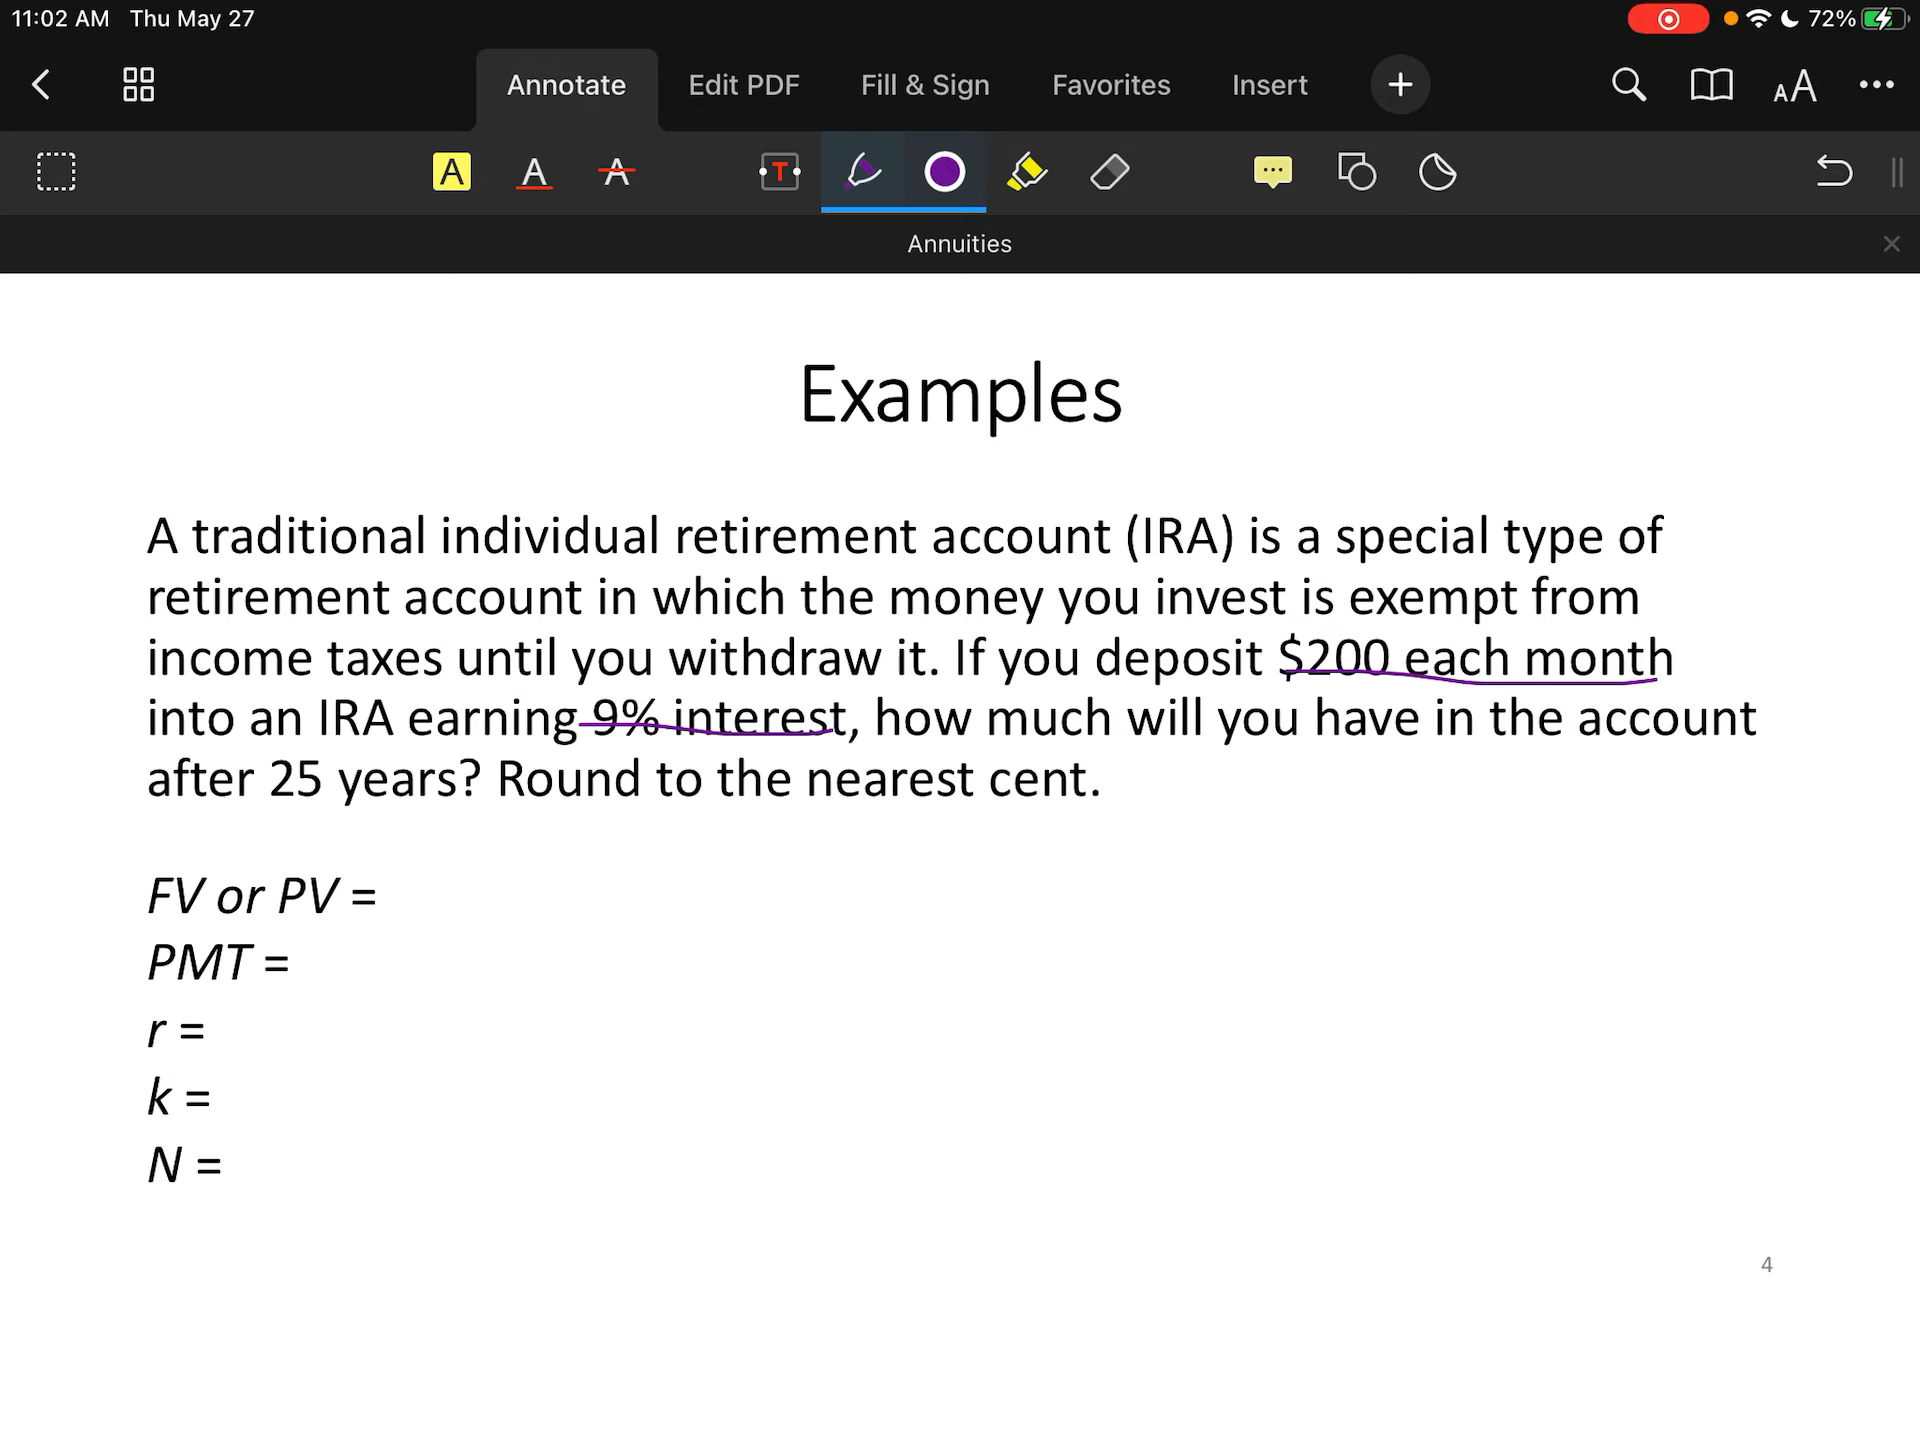 11:02 AM Thu May 27
72%
Annotate Edit PDF Fill & Sign Favorites Insert
AA
A A A T
Annuities
Examples
A traditional individual retirement account (IRA) is a special type of
retirement account in which the money you invest is exempt from
income taxes until you withdraw it. If you deposit $200 each month
into an IRA earning 9% interest, how much will you have in the account
after 25 years? Round to the nearest cent.
FV or PV =
PMT =
r =
k =
N =
4